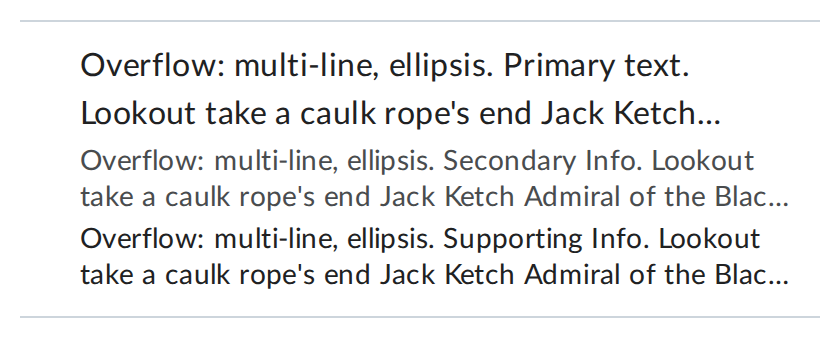 Overflow: multi-line, ellipsis. Primary text.
Lookout take a caulk rope's end Jack Ketch...
Overflow: multi-line, ellipsis. Secondary Info. Lookout
take a caulk rope's end Jack Ketch Admiral of the Blac...
Overflow: multi-line, ellipsis. Supporting Info. Lookout
take a caulk rope's end Jack Ketch Admiral of the Blac...